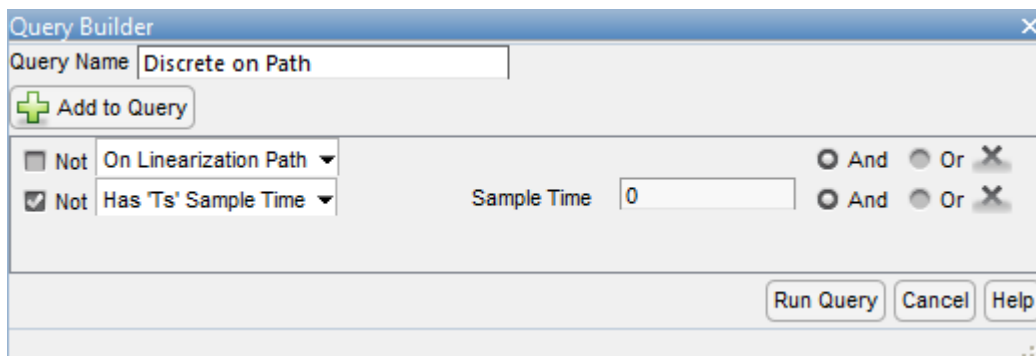 Query Builder
Query Name Discrete on Path
Add to Query
Not On Linearization Path And Or
Not Has 'Ts' Sample Time Sample Time 0 And Or
Run Query Cancel Help